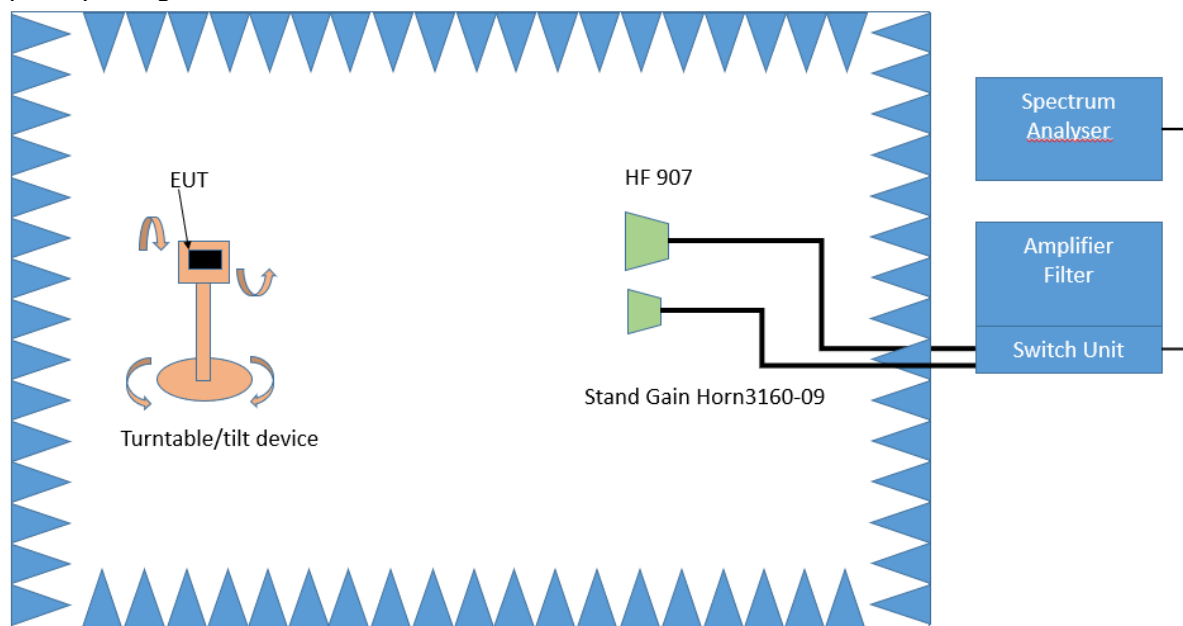 Spectrum
Analyser
EUT
HF 907
Amplifier
Filter
Switch Unit
Stand Gain Horn3160-09
Turntable/tilt device